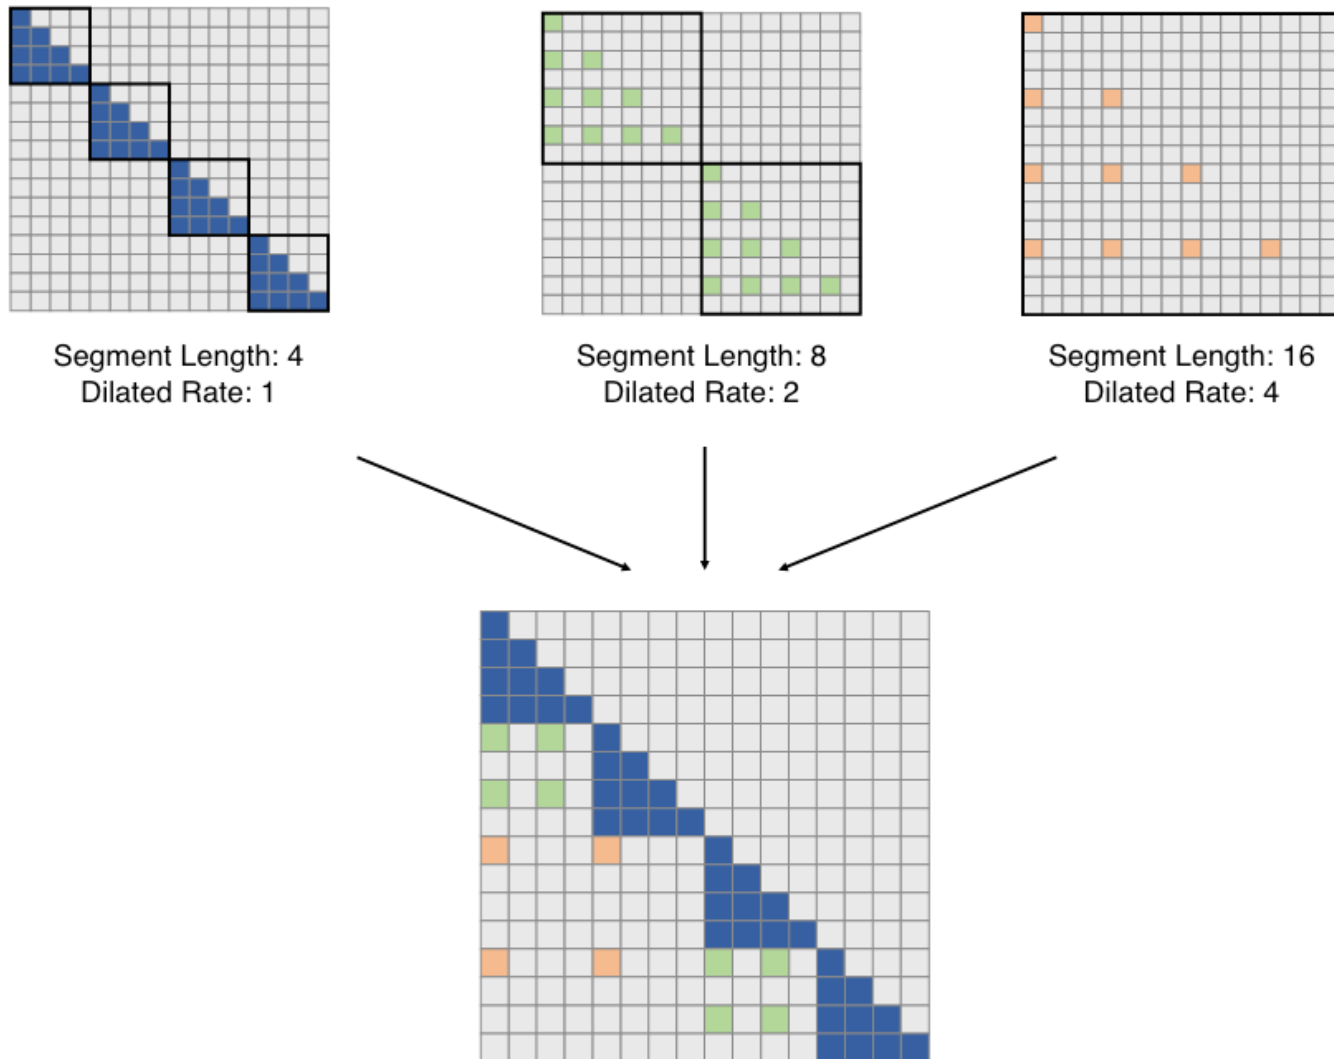 Segment Length: 4
Dilated Rate: 1
Segment Length: 8
Dilated Rate: 2
Segment Length: 16
Dilated Rate: 4